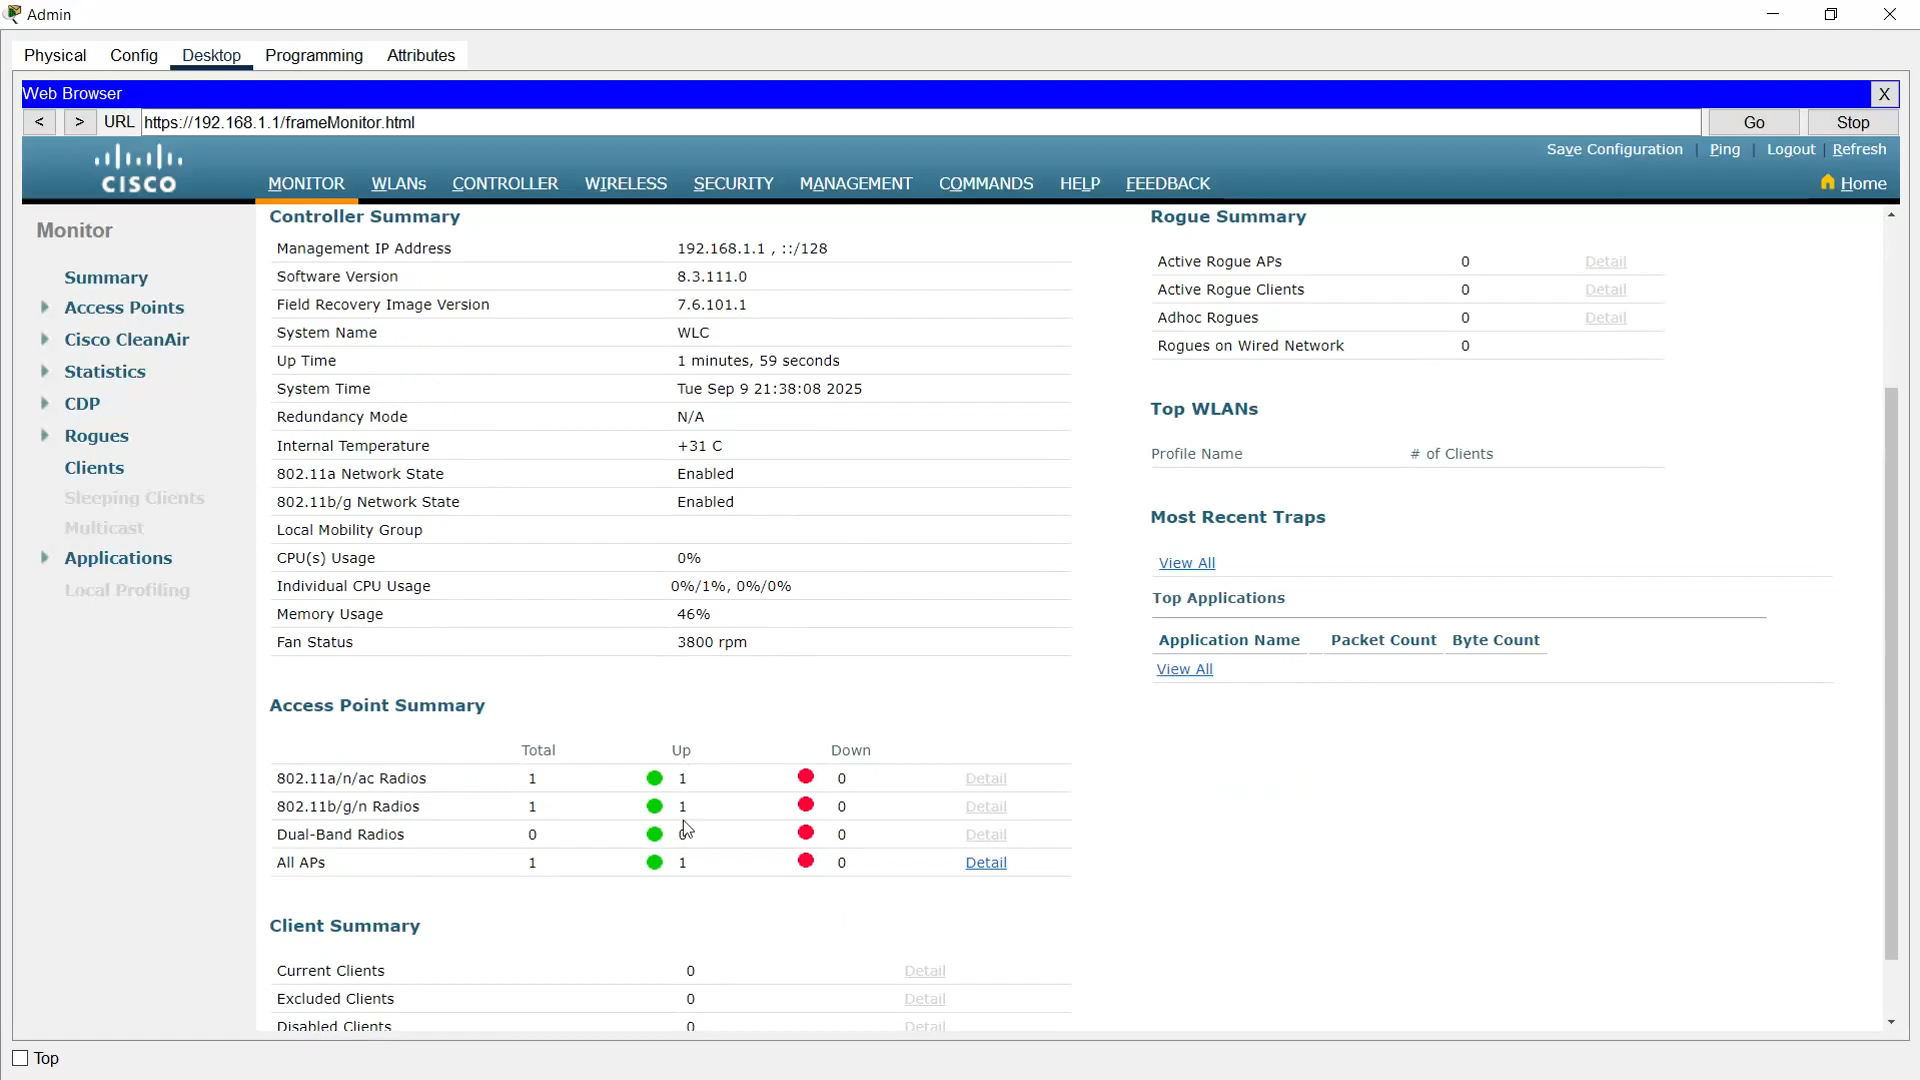 Admin
Physical Config Desktop Programming Attributes
Web Browser X
< > URL https://192.168.1.1/frameMonitor.html Go Stop
Save Configuration | Ping | Logout | Refresh
CISCO
MONITOR WLANs CONTROLLER WIRELESS SECURITY MANAGEMENT COMMANDS HELP FEEDBACK Home
Monitor
Summary
Access Points
Cisco CleanAir
Statistics
CDP
Rogues
Clients
Sleeping Clients
Multicast
Applications
Local Profiling
Controller Summary
Management IP Address 192.168.1.1 , ::/128
Software Version 8.3.111.0
Field Recovery Image Version 7.6.101.1
System Name WLC
Up Time 1 minutes, 59 seconds
System Time Tue Sep 9 21:38:08 2025
Redundancy Mode N/A
Internal Temperature +31 C
802.11a Network State Enabled
802.11b/g Network State Enabled
Local Mobility Group
CPU(s) Usage 0%
Individual CPU Usage 0%/1%, 0%/0%
Memory Usage 46%
Fan Status 3800 rpm
Access Point Summary
Total Up Down
802.11a/n/ac Radios 1 1 0 Detail
802.11b/g/n Radios 1 1 0 Detail
Dual-Band Radios 0 0 0 Detail
All APs 1 1 0 Detail
Client Summary
Current Clients 0 Detail
Excluded Clients 0 Detail
Disabled Clients 0 Detail
Rogue Summary
Active Rogue APs 0 Detail
Active Rogue Clients 0 Detail
Adhoc Rogues 0 Detail
Rogues on Wired Network 0
Top WLANs
Profile Name # of Clients
Most Recent Traps
View All
Top Applications
Application Name Packet Count Byte Count
View All
Top